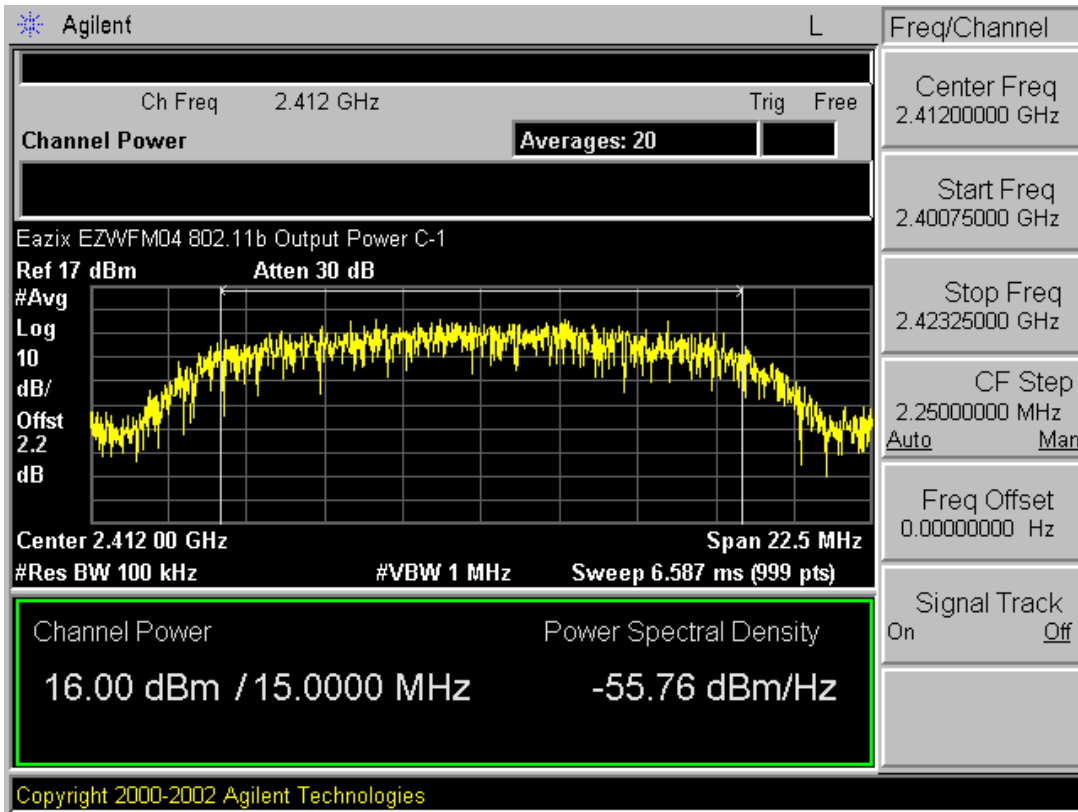 Agilent L
Ch Freq 2.412 GHz Trig Free
Channel Power Averages: 20
Eazix EZWFM04 802.11b Output Power C-1
Ref 17 dBm Atten 30 dB
#Avg
Log
10
dB/
Offst
2.2
dB
Center 2.412 00 GHz Span 22.5 MHz
#Res BW 100 kHz #VBW 1 MHz Sweep 6.587 ms (999 pts)
Channel Power Power Spectral Density
16.00 dBm / 15.0000 MHz -55.76 dBm/Hz
Copyright 2000-2002 Agilent Technologies
Freq/Channel
Center Freq
2.41200000 GHz
Start Freq
2.40075000 GHz
Stop Freq
2.42325000 GHz
CF Step
2.25000000 MHz
Auto Man
Freq Offset
0.00000000 Hz
Signal Track
On Off